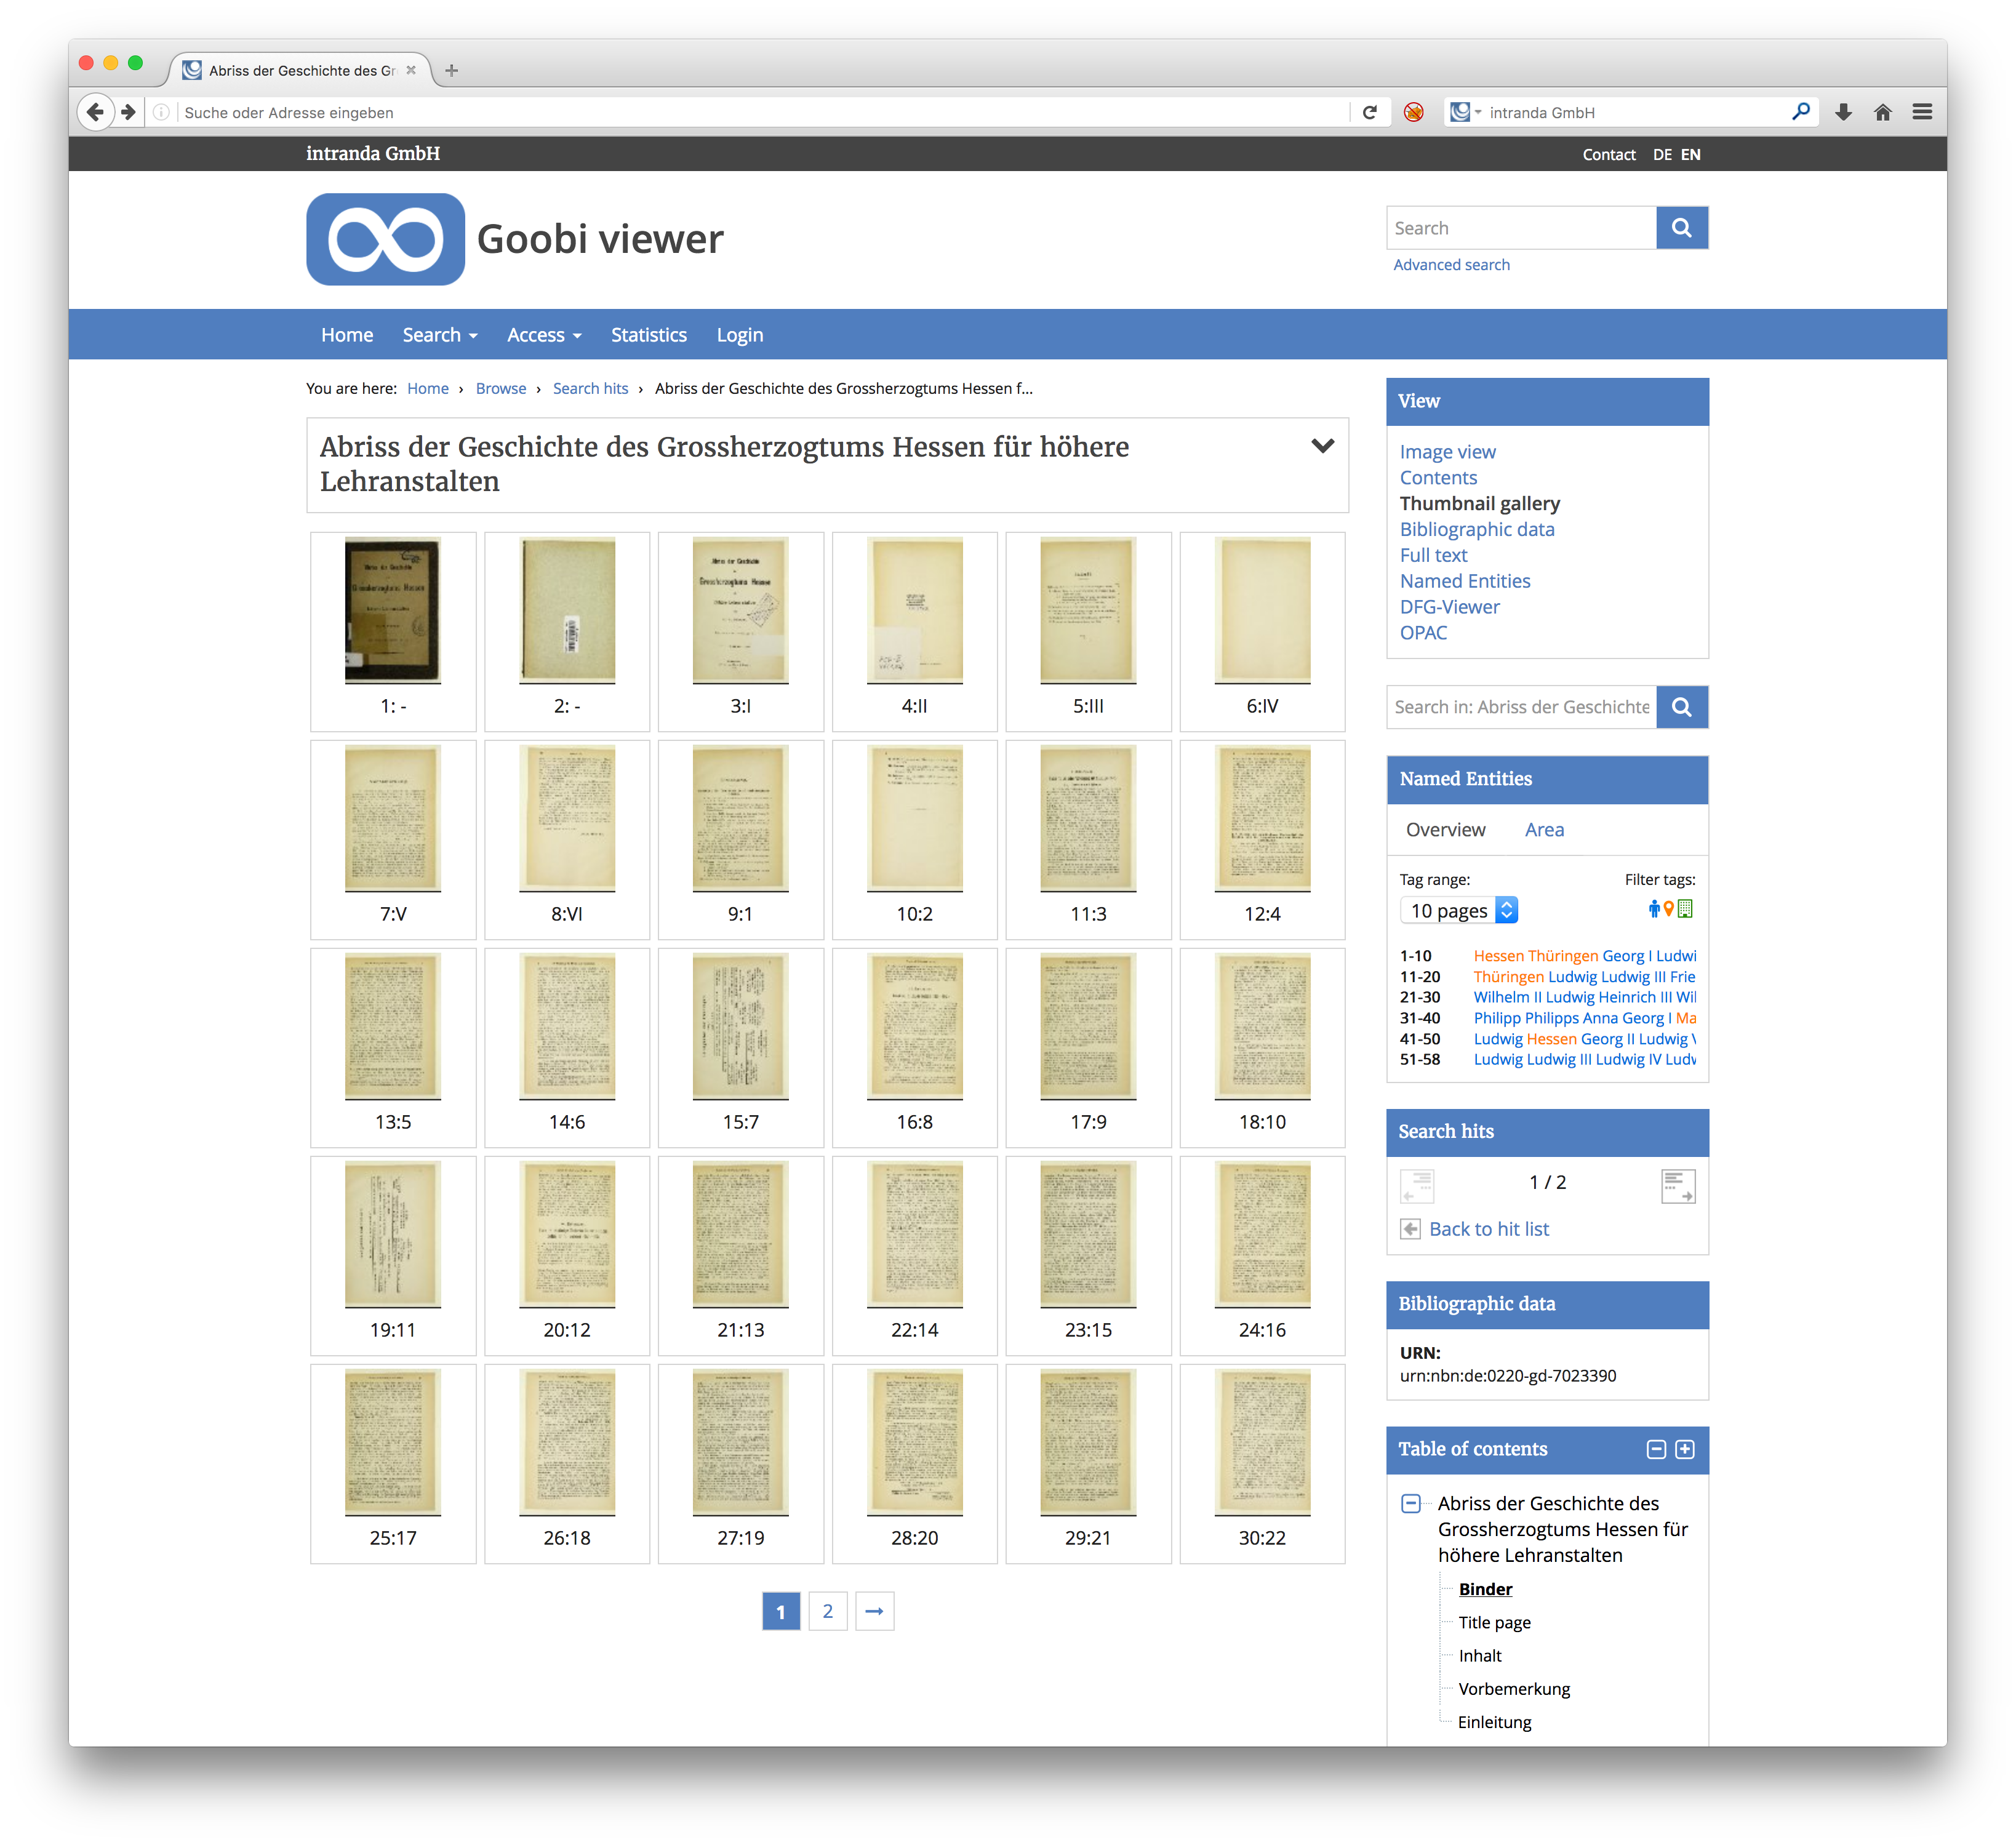 Abriss der Geschichte des Gr
Suche oder Adresse eingeben
intranda GmbH
intranda GmbH
Contact DE EN
Goobi viewer
Search
Advanced search
Home Search Access Statistics Login
You are here: Home › Browse › Search hits › Abriss der Geschichte des Grossherzogtums Hessen f...
Abriss der Geschichte des Grossherzogtums Hessen für höhere
Lehranstalten
1: - 2: - 3:I 4:II 5:III 6:IV
7:V 8:VI 9:1 10:2 11:3 12:4
13:5 14:6 15:7 16:8 17:9 18:10
19:11 20:12 21:13 22:14 23:15 24:16
25:17 26:18 27:19 28:20 29:21 30:22
1 2 →
View
Image view
Contents
Thumbnail gallery
Bibliographic data
Full text
Named Entities
DFG-Viewer
OPAC
Search in: Abriss der Geschichte
Named Entities
Overview Area
Tag range: Filter tags:
10 pages
1-10 Hessen Thüringen Georg I Ludwi
11-20 Thüringen Ludwig Ludwig III Frie
21-30 Wilhelm II Ludwig Heinrich III Wil
31-40 Philipp Philipps Anna Georg I Ma
41-50 Ludwig Hessen Georg II Ludwig
51-58 Ludwig Ludwig III Ludwig IV Ludv
Search hits
1 / 2
Back to hit list
Bibliographic data
URN:
urn:nbn:de:0220-gd-7023390
Table of contents
Abriss der Geschichte des
Grossherzogtums Hessen für
höhere Lehranstalten
Binder
Title page
Inhalt
Vorbemerkung
Einleitung